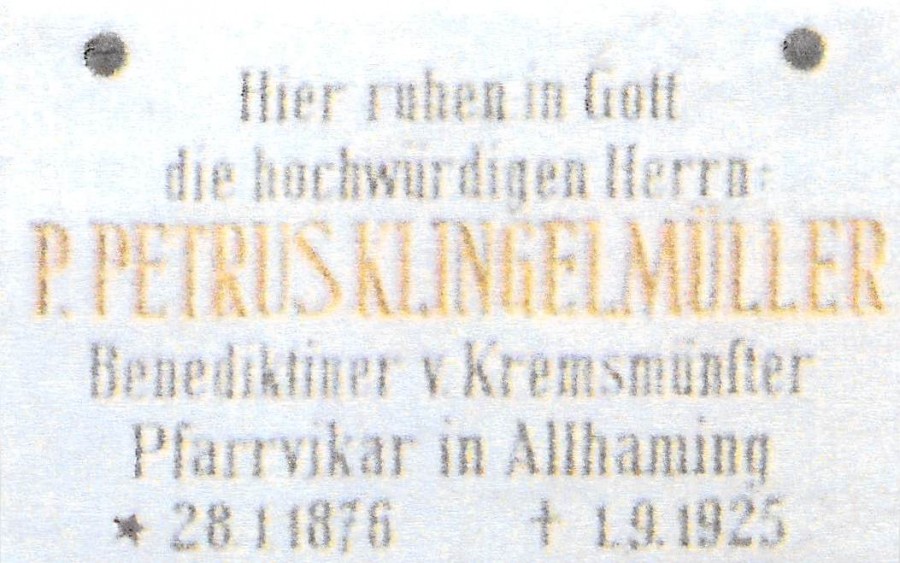 Hier ruhen in Gott
die hochwürdigen Herrn:
P. PETRUS KLINGELMÜLLER
Benediktiner v. Kremsmünster
Pfarrvikar in Allhaming
★ 28.1.1876 † 1.9.1925